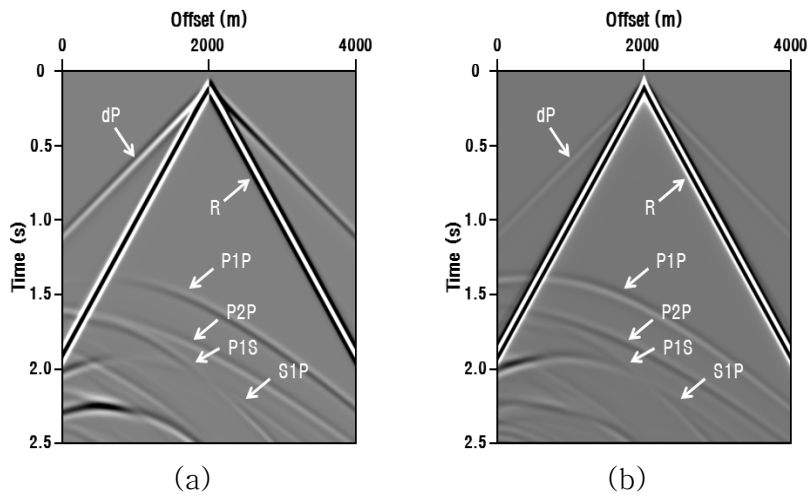 Offset (m)
0 2000 4000
0
0.5
1.0
1.5
2.0
2.5
Time (s)
dP
R
P1P
P2P
P1S
S1P
(a)
Offset (m)
0 2000 4000
0
0.5
1.0
1.5
2.0
2.5
Time (s)
dP
R
P1P
P2P
P1S
S1P
(b)